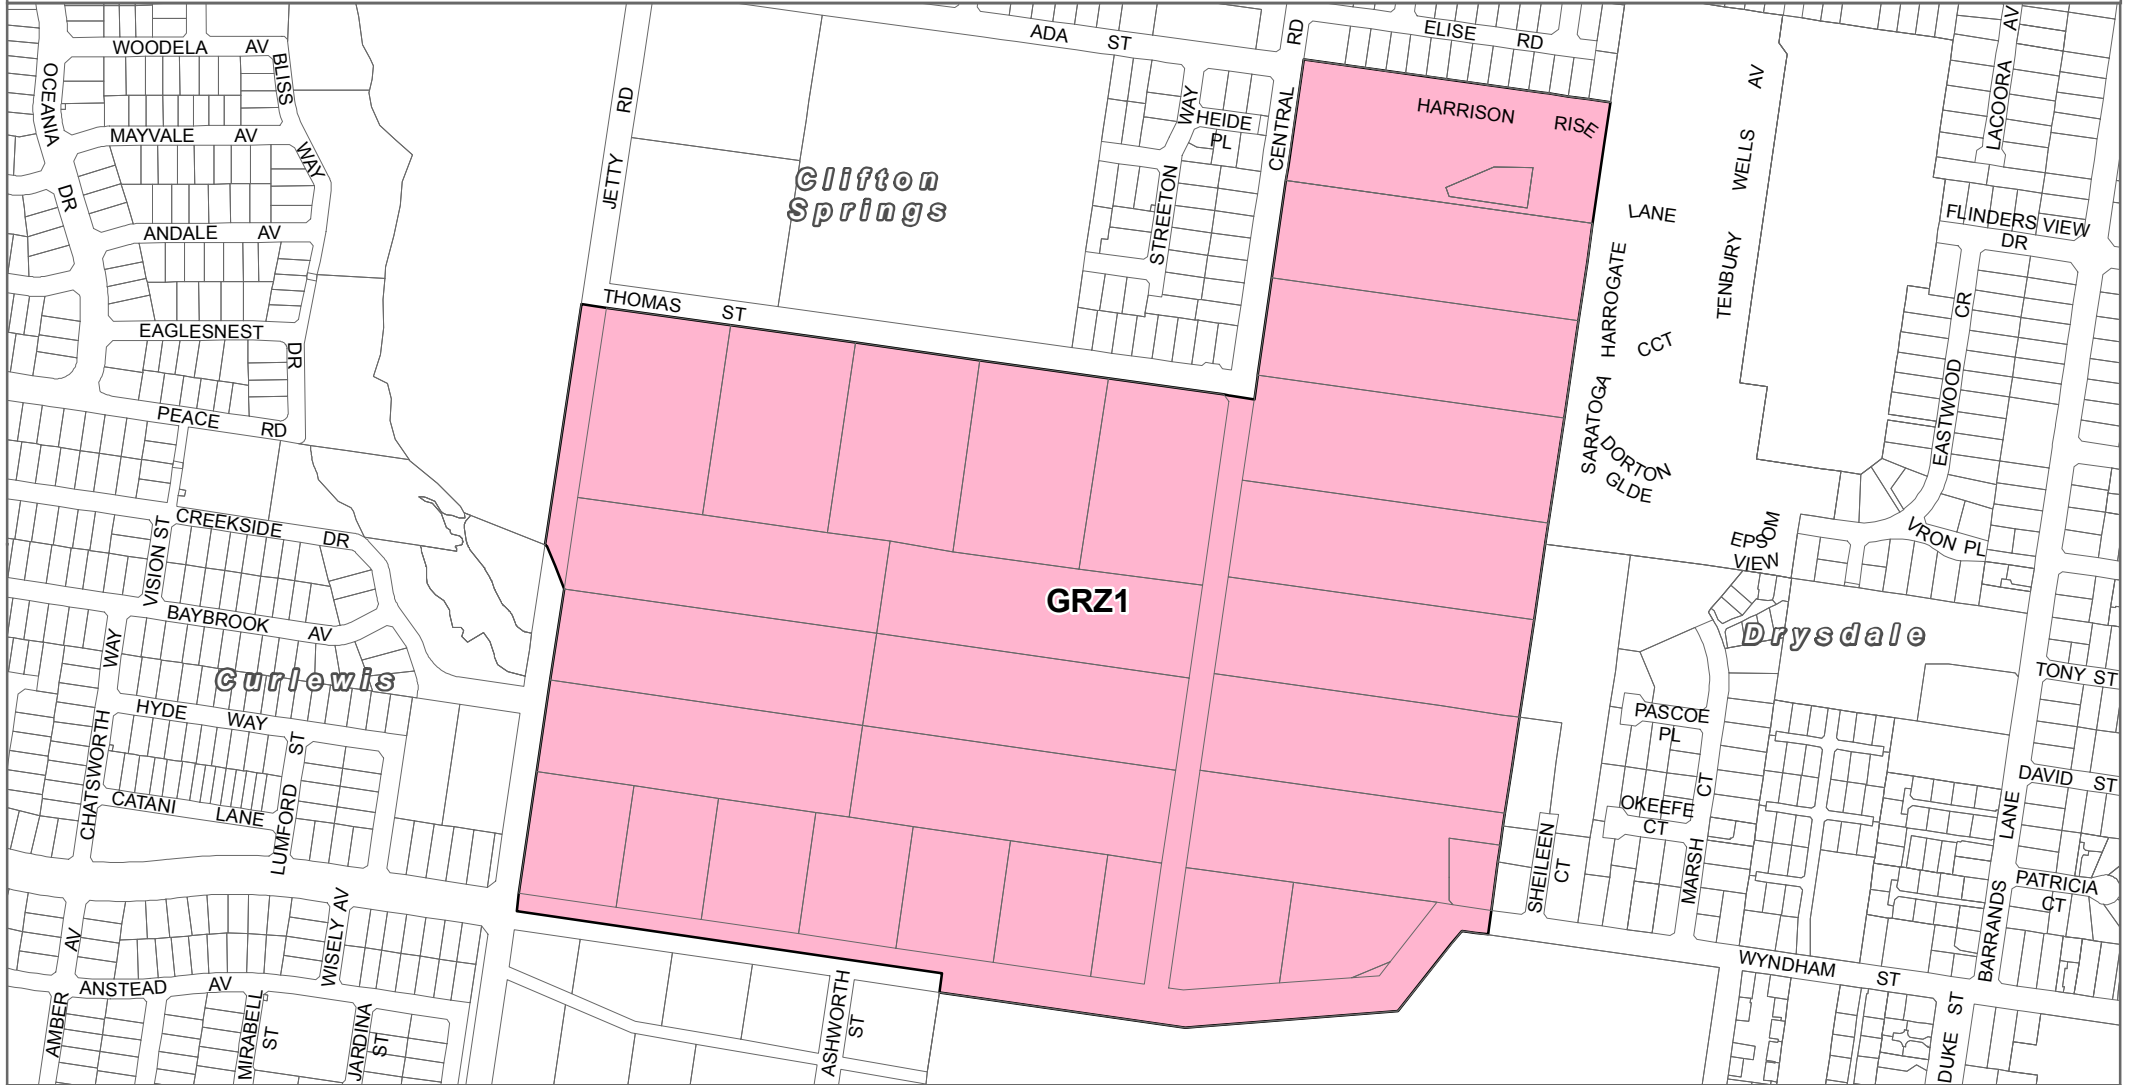 WOODELA AV
BLISS
OCEANIA
MAYVALE AV
WAY
DR
ANDALE AV
EAGLESNEST
DR
PEACE RD
CREEKSIDE DR
VISION ST
BAYBROOK AV
WAY
Curlewis
HYDE WAY
CHATSWORTH
ST
CATANI LANE
LUMFORD
WISELY AV
AV
ANSTEAD AV
AMBER
MIRABELL
ST
JARDINA
ST
ASHWORTH
ST
JETTY RD
Clifton
Springs
THOMAS ST
ADA ST
WAY
HEIDE
PL
STREETON
CENTRAL
RD
ELISE RD
HARRISON RISE
GRZ1
LANE
HARROGATE
SARATOGA
CCT
DORTON
GLDE
TENBURY WELLS AV
EPSOM
VIEW
LACOORA AV
FLINDERS VIEW
DR
EASTWOOD CR
VRON PL
Drysdale
TONY ST
PASCOE
PL
DAVID ST
OKEEFE
CT
MARSH CT
SHEILEEN
CT
BARRANDS LANE
PATRICIA
CT
WYNDHAM ST
DUKE ST